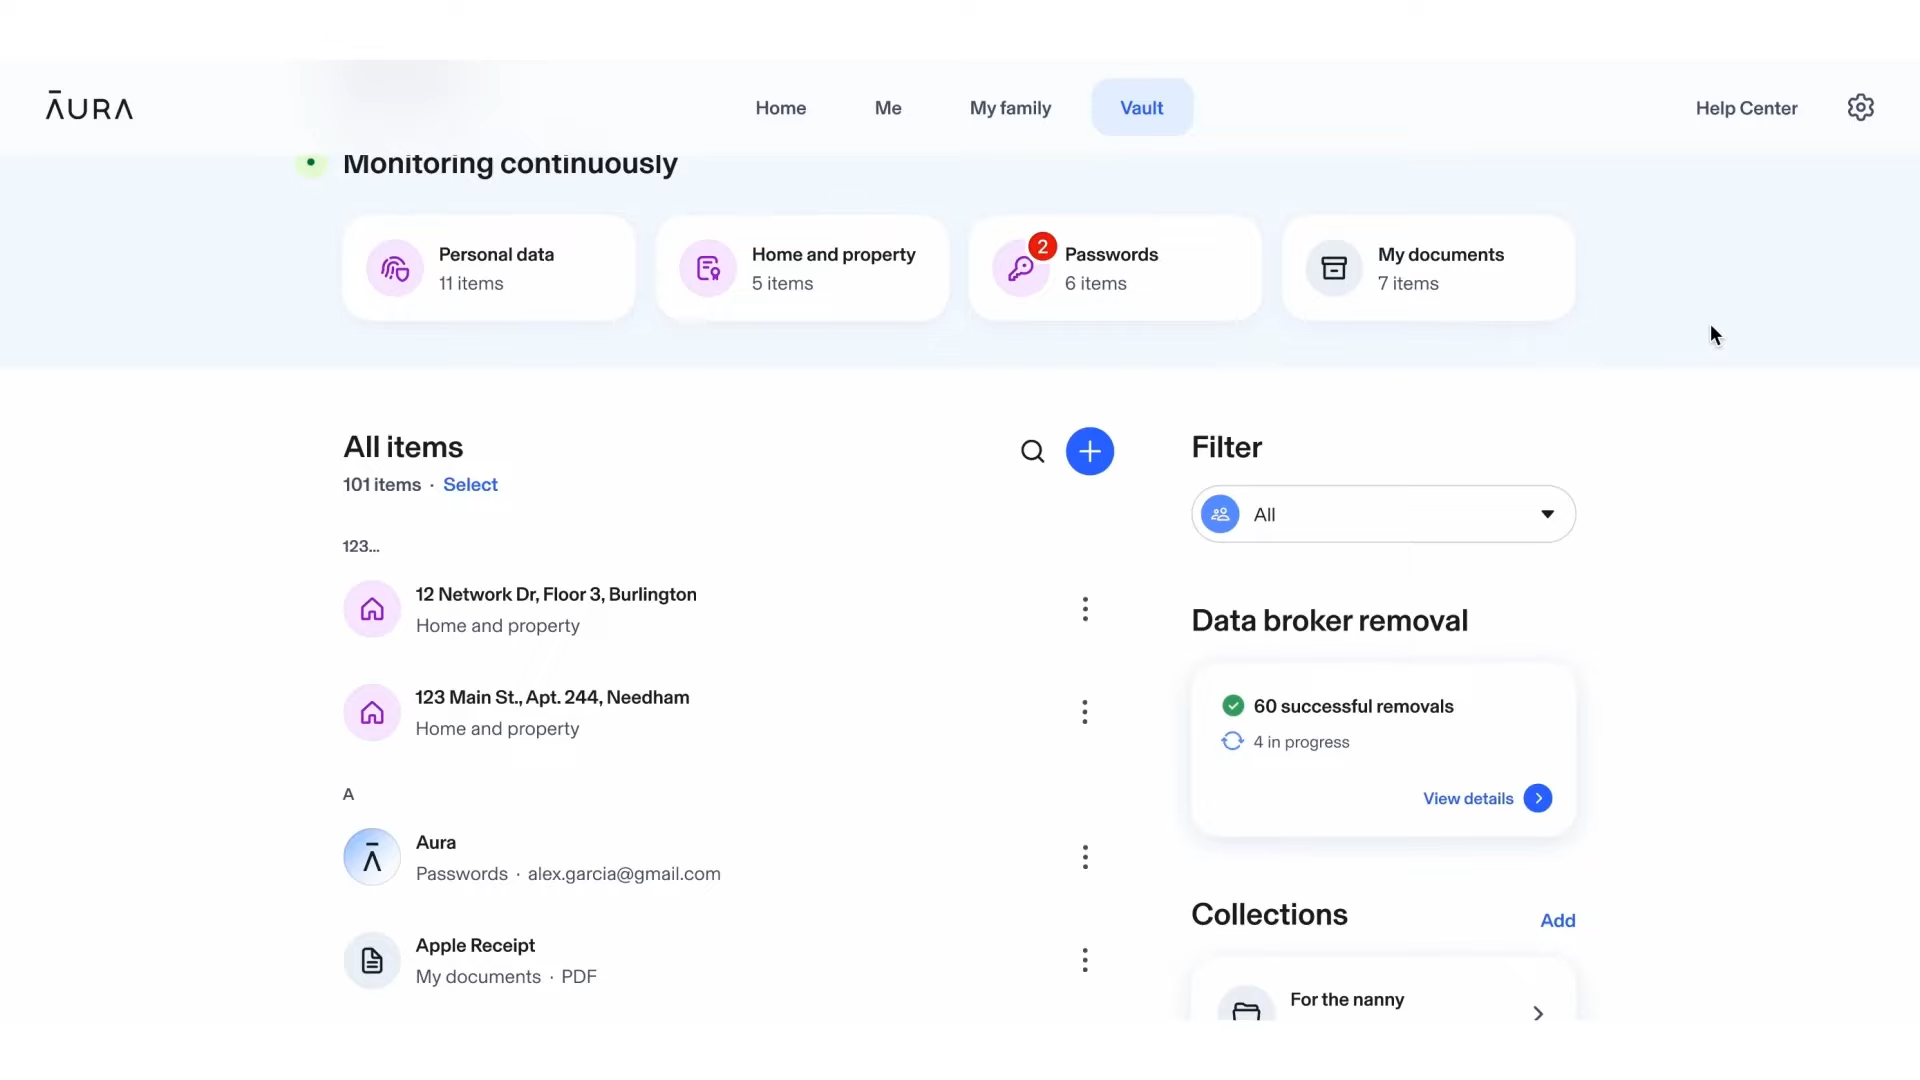 ĀURA
Home
Me
My family
Vault
Help Center
Monitoring continuously
Personal data
11 items
Home and property
5 items
2
Passwords
6 items
My documents
7 items
All items
101 items · Select
123...
12 Network Dr, Floor 3, Burlington
Home and property
123 Main St., Apt. 244, Needham
Home and property
A
Ā
Aura
Passwords · alex.garcia@gmail.com
Apple Receipt
My documents · PDF
Filter
All
Data broker removal
60 successful removals
4 in progress
View details
Collections
Add
For the nanny